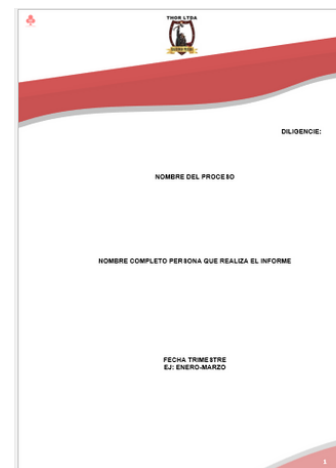 THOR LTDA
DILIGENCIE:
NOMBRE DEL PROCESO
NOMBRE COMPLETO PERSONA QUE REALIZA EL INFORME
FECHA TRIMESTRE
EJ: ENERO-MARZO
1